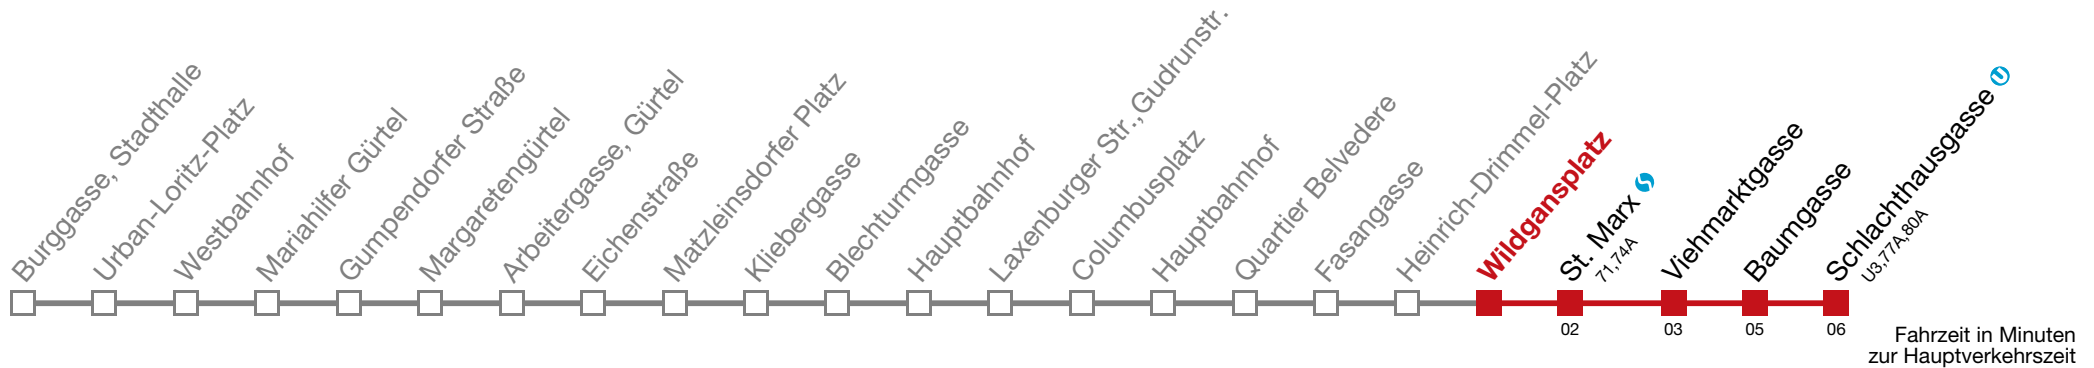 Burggasse, Stadthalle
Urban-Loritz-Platz
Westbahnhof
Mariahilfer Gürtel
Gumpendorfer Straße
Margaretengürtel
Arbeitergasse, Gürtel
Eichenstraße
Matzleinsdorfer Platz
Kliebergasse
Blechturmgasse
Hauptbahnhof
Laxenburger Str.,Gudrunstr.
Columbusplatz
Hauptbahnhof
Quartier Belvedere
Fasangasse
Heinrich-Drimmel-Platz
Wildgansplatz
St. Marx S
71,74A
Viehmarktgasse
Baumgasse
Schlachthausgasse U
U3,77A,80A
02 03 05 06
Fahrzeit in Minuten
zur Hauptverkehrszeit